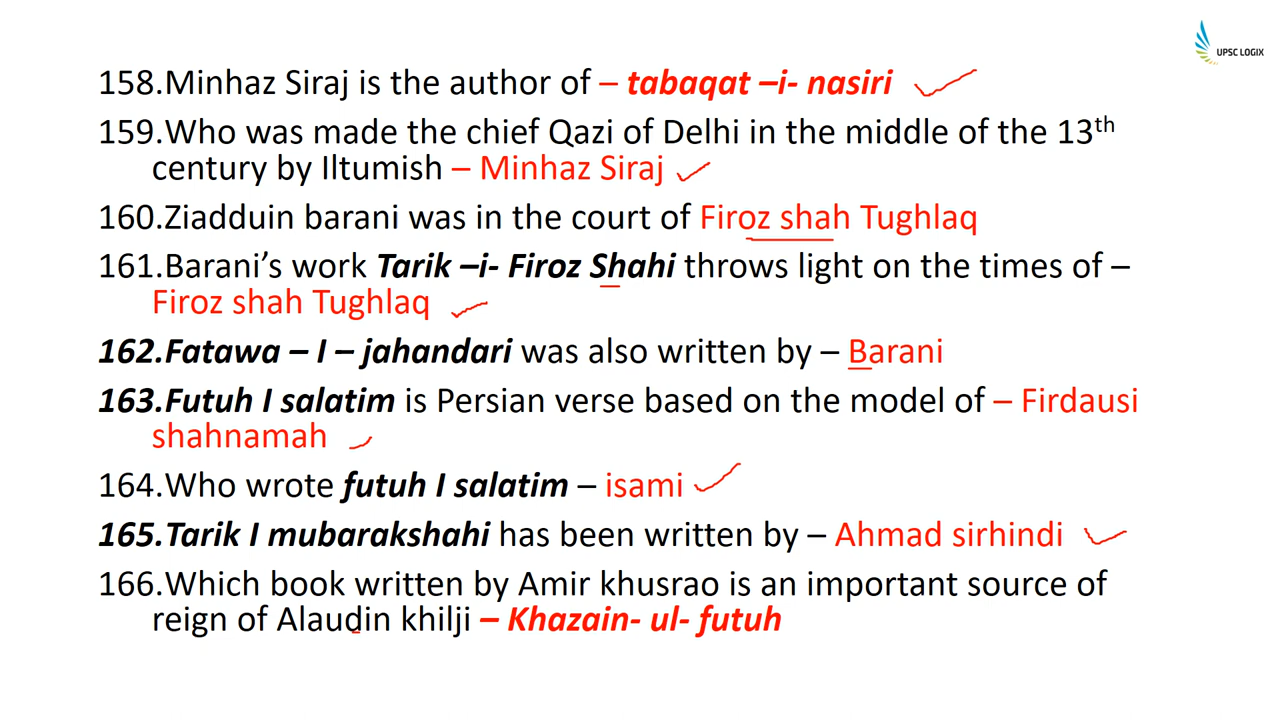 UPSC LOGIX
158.Minhaz Siraj is the author of – tabaqat –i- nasiri
159.Who was made the chief Qazi of Delhi in the middle of the 13th
century by Iltumish – Minhaz Siraj
160.Ziadduin barani was in the court of Firoz shah Tughlaq
161.Barani’s work Tarik –i- Firoz Shahi throws light on the times of –
Firoz shah Tughlaq
162.Fatawa – I – jahandari was also written by – Barani
163.Futuh I salatim is Persian verse based on the model of – Firdausi
shahnamah
164.Who wrote futuh I salatim – isami
165.Tarik I mubarakshahi has been written by – Ahmad sirhindi
166.Which book written by Amir khusrao is an important source of
reign of Alaudin khilji – Khazain- ul- futuh